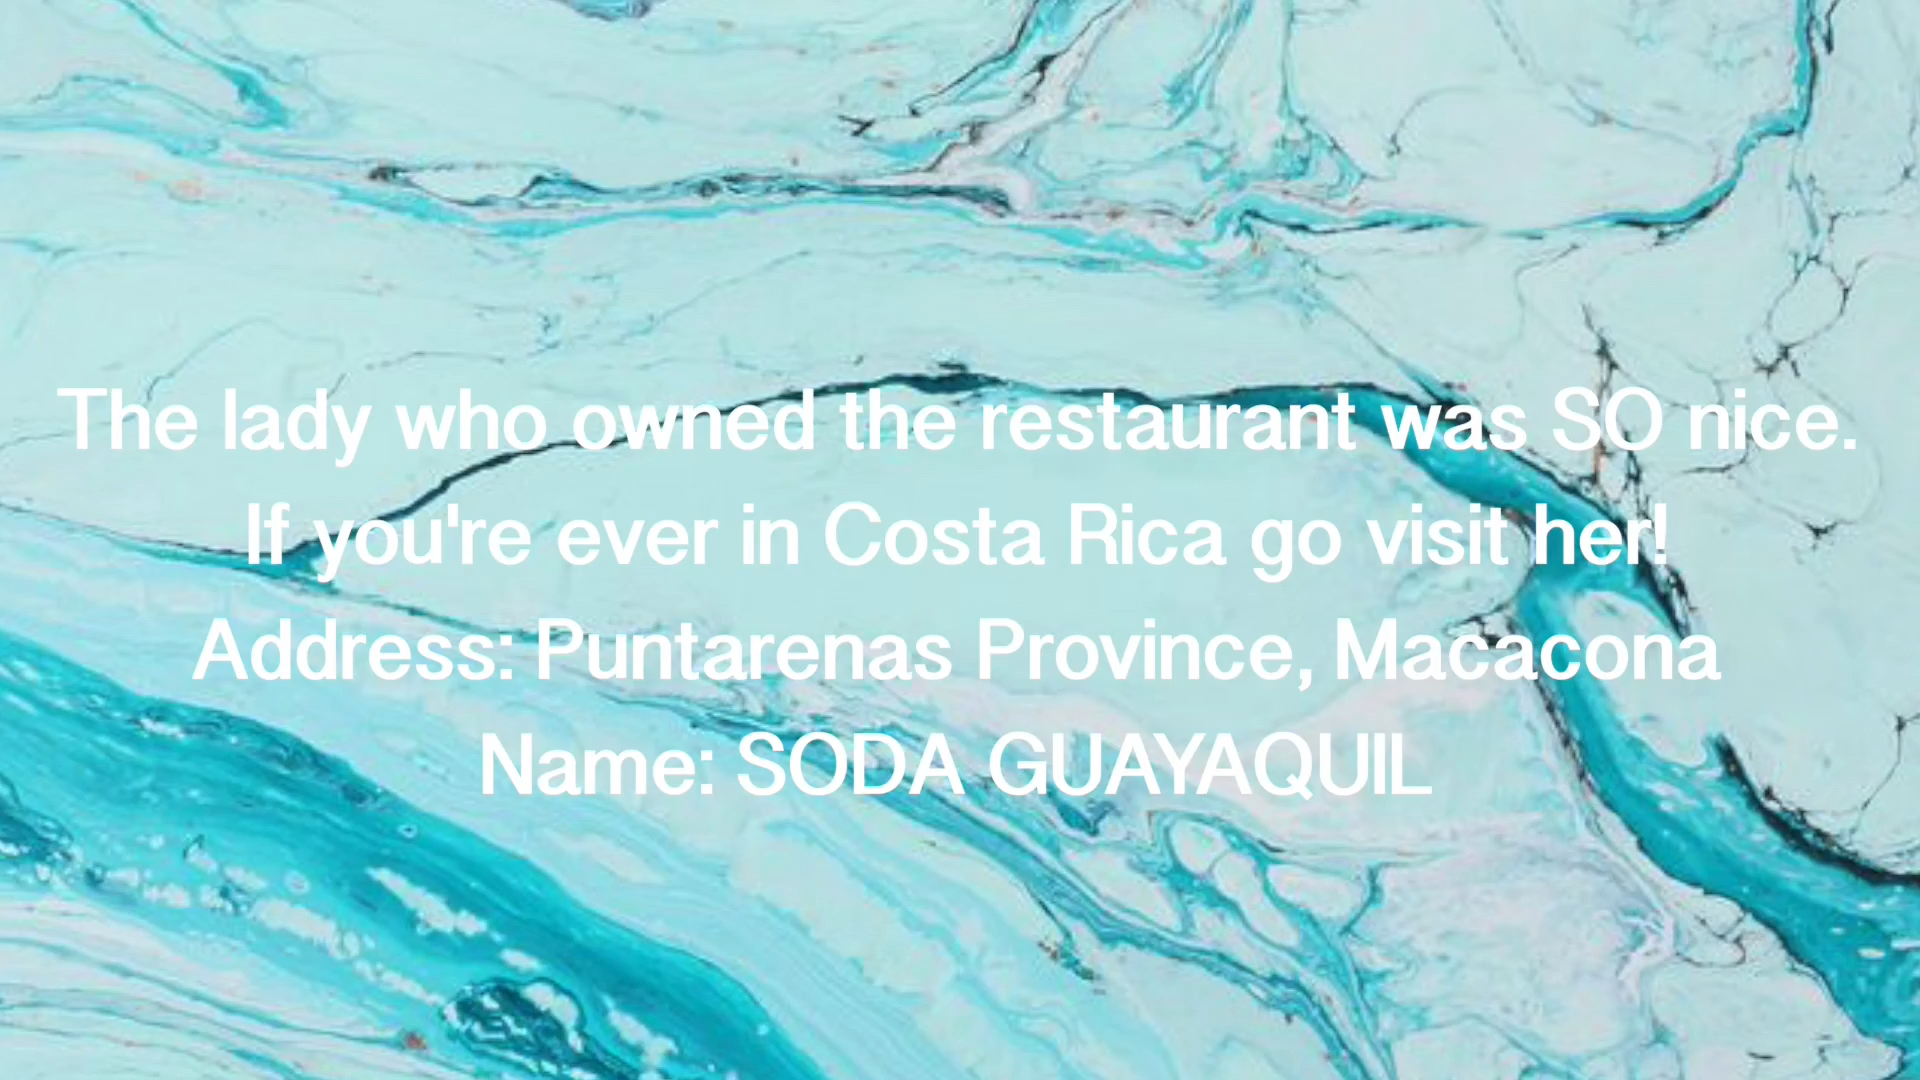 The lady who owned the restaurant was SO nice.
If you're ever in Costa Rica go visit her!
Address: Puntarenas Province, Macacona
Name: SODA GUAYAQUIL